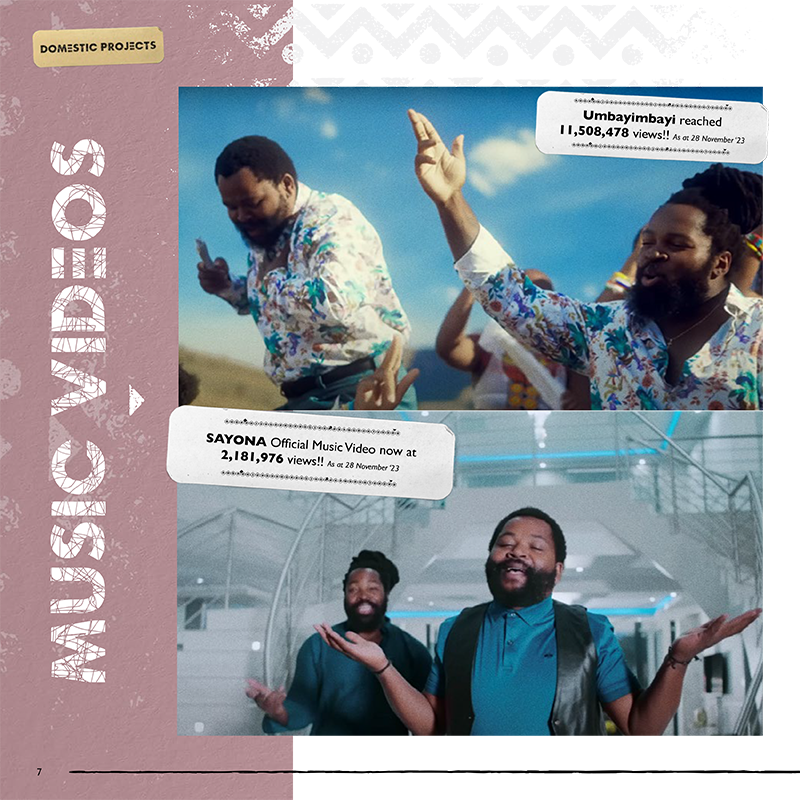 DOMESTIC PROJECTS
MUSIC VIDEOS
Umbayimbayi reached
11,508,478 views!! As at 28 November '23
SAYONA Official Music Video now at
2,181,976 views!! As at 28 November '23
7